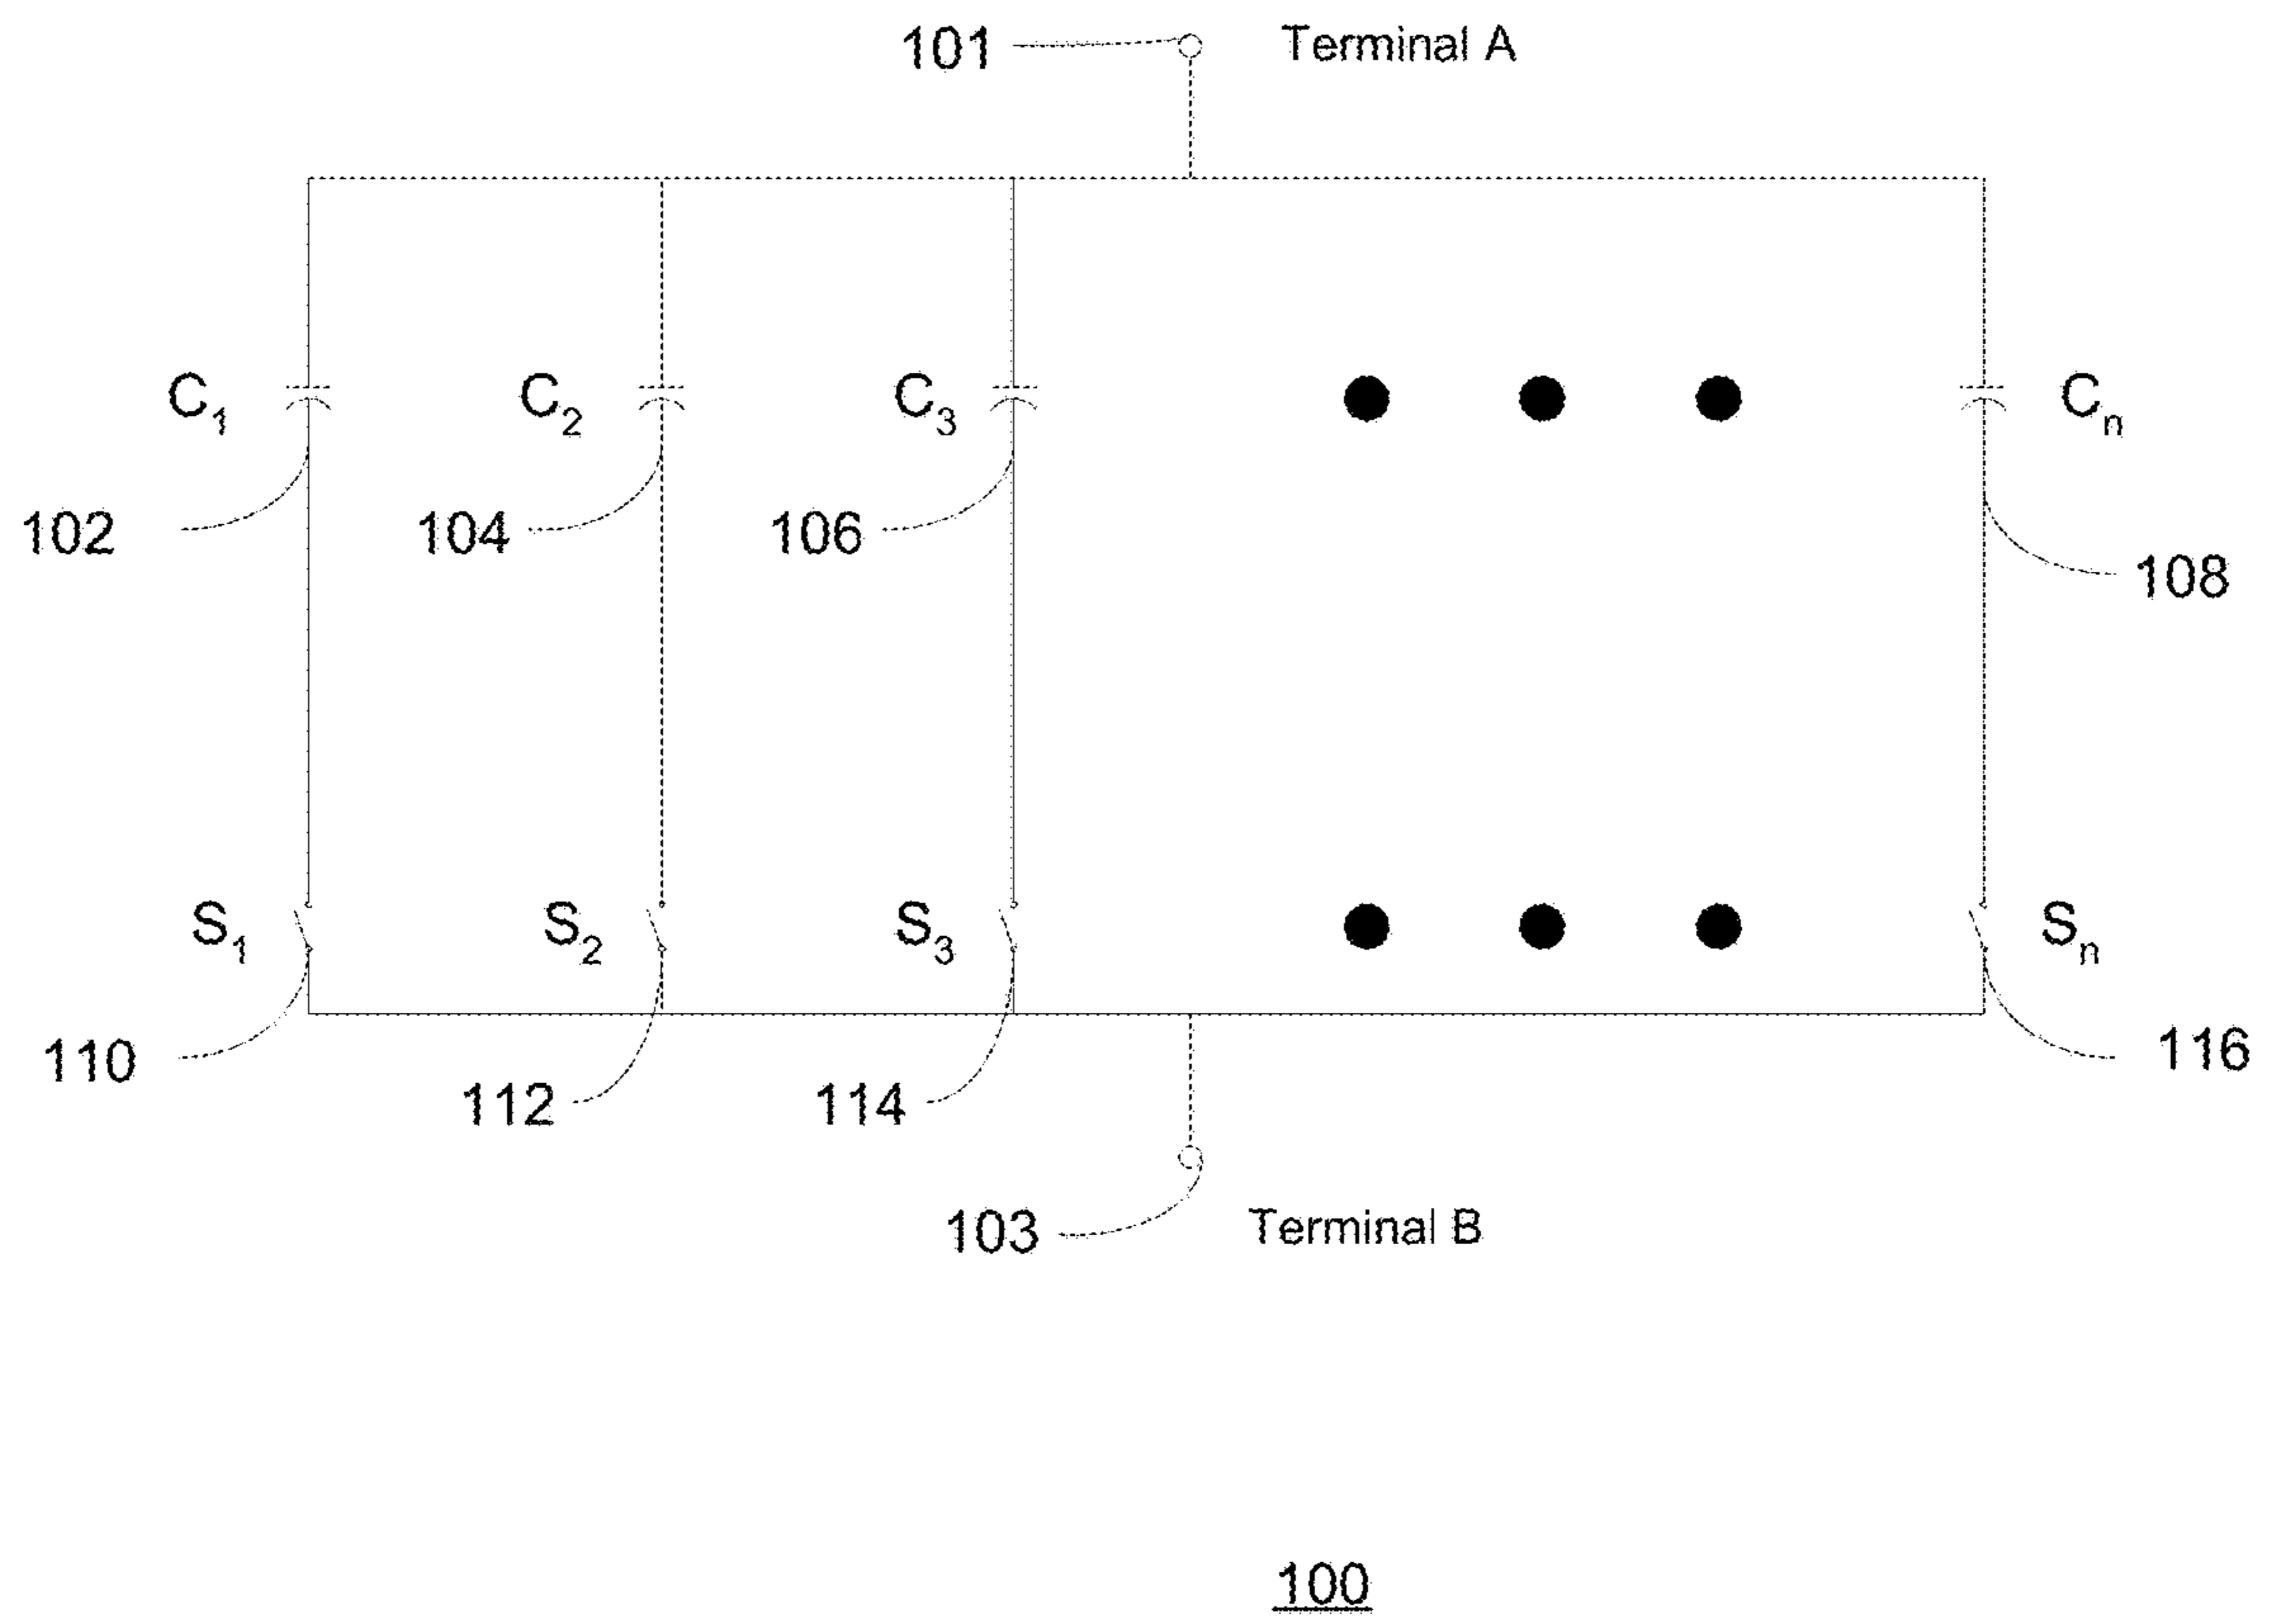 101 Terminal A
C1 C2 C3 Cn
102 104 106 108
S1 S2 S3 Sn
110 112 114 116
103 Terminal B
100